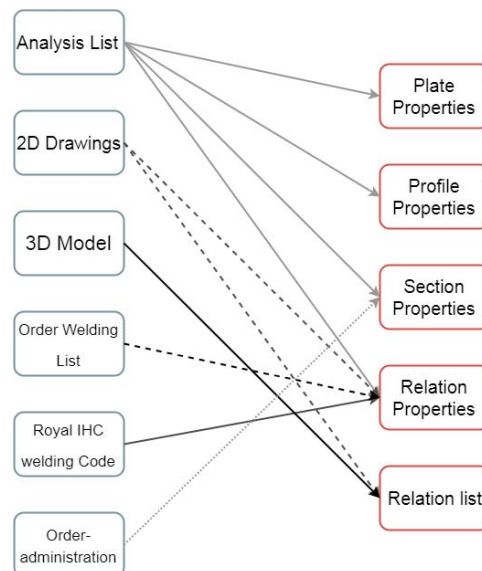 Analysis List
2D Drawings
3D Model
Order Welding
List
Royal IHC
welding Code
Order-
administration
Plate
Properties
Profile
Properties
Section
Properties
Relation
Properties
Relation list